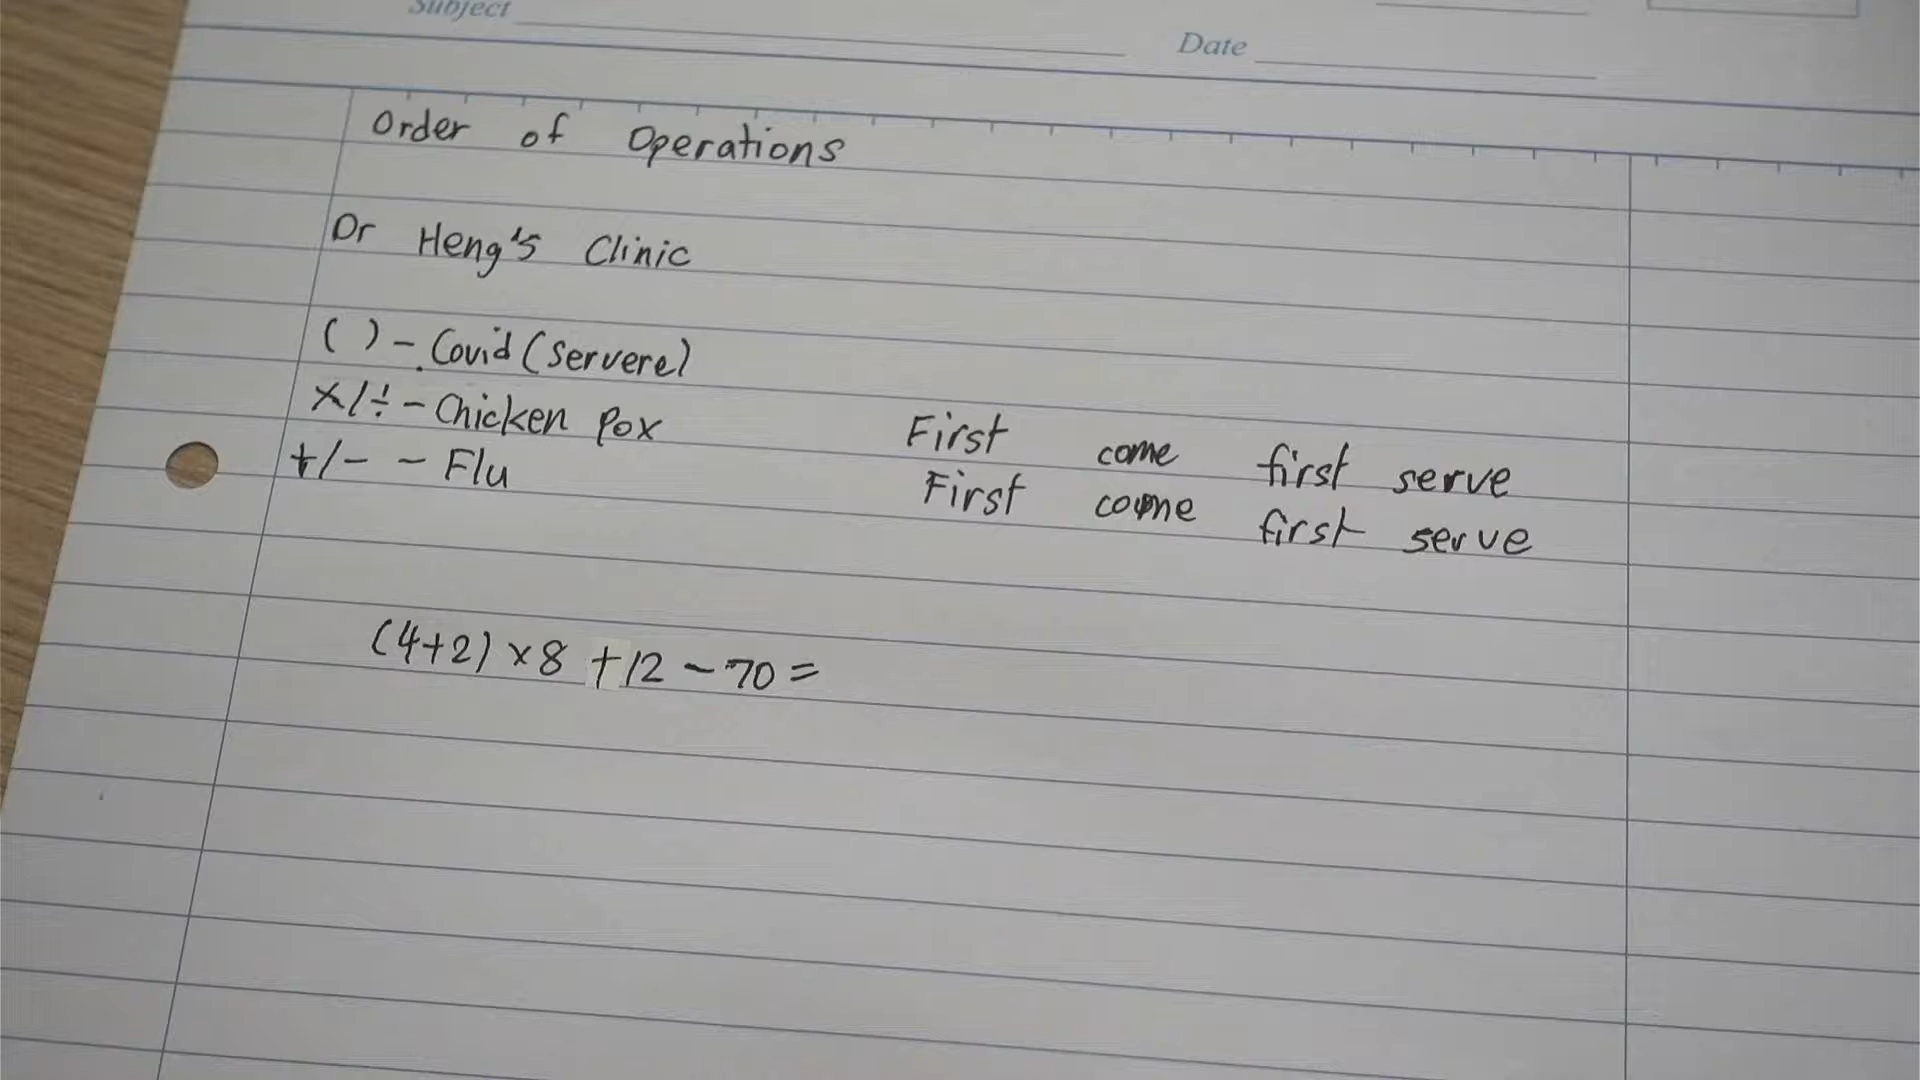 Subject
Date
Order of Operations
Dr Heng's Clinic
( ) - Covid (servere)
×/÷ - Chicken Pox First come first serve
+/- - Flu First come first serve
(4+2) ×8 +12 - 70 =